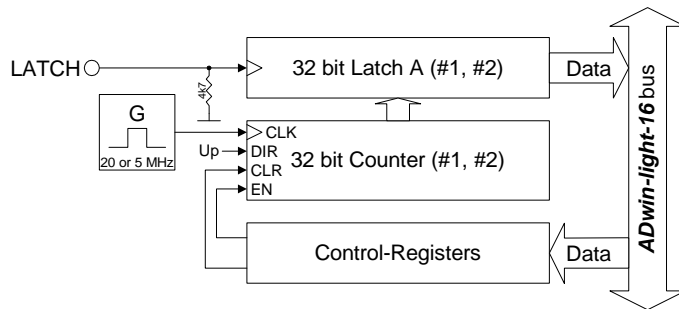 LATCH
32 bit Latch A (#1, #2)
Data
4k7
G
20 or 5 MHz
CLK
Up
DIR
CLR
EN
32 bit Counter (#1, #2)
Control-Registers
Data
ADwin-light-16 bus